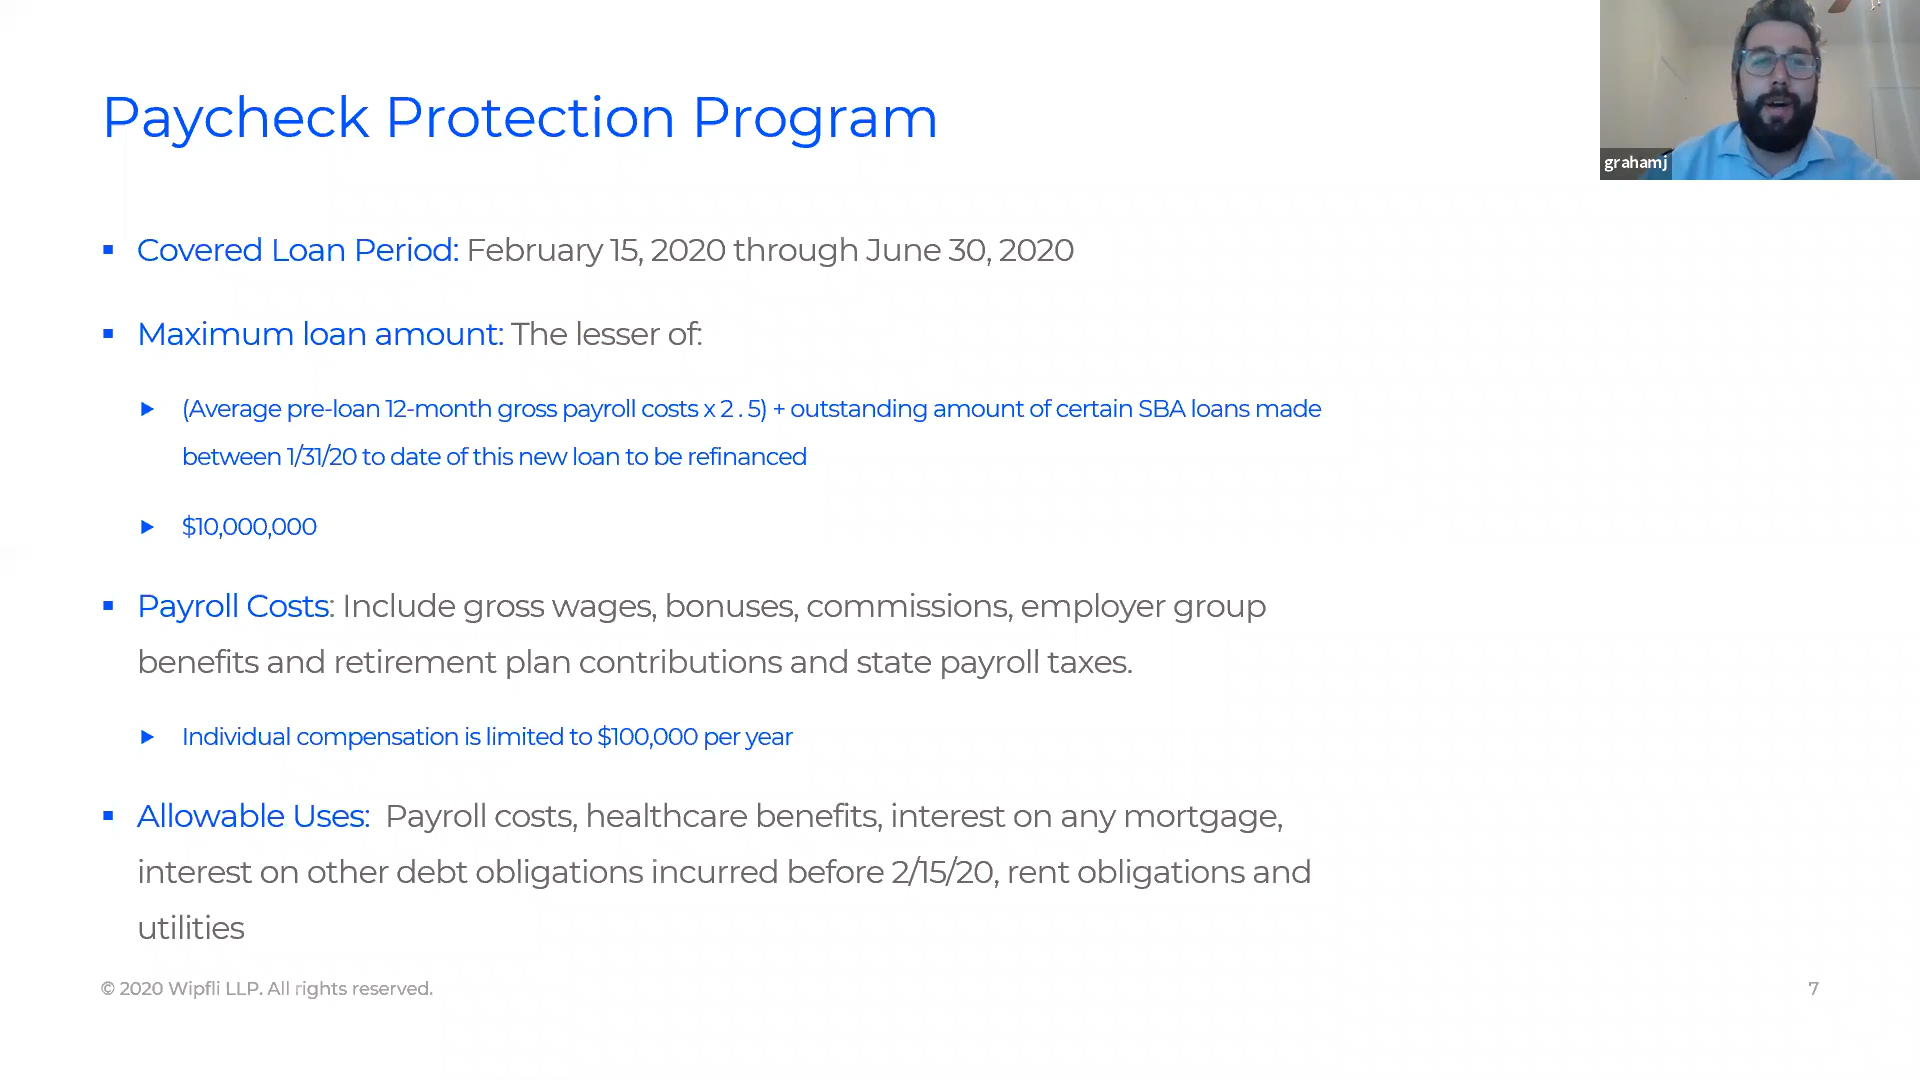 Paycheck Protection Program
grahamj
▪ Covered Loan Period: February 15, 2020 through June 30, 2020
▪ Maximum loan amount: The lesser of:
► (Average pre-loan 12-month gross payroll costs x 2 . 5) + outstanding amount of certain SBA loans made
between 1/31/20 to date of this new loan to be refinanced
► $10,000,000
▪ Payroll Costs: Include gross wages, bonuses, commissions, employer group
benefits and retirement plan contributions and state payroll taxes.
► Individual compensation is limited to $100,000 per year
▪ Allowable Uses:  Payroll costs, healthcare benefits, interest on any mortgage,
interest on other debt obligations incurred before 2/15/20, rent obligations and
utilities
© 2020 Wipfli LLP. All rights reserved.
7